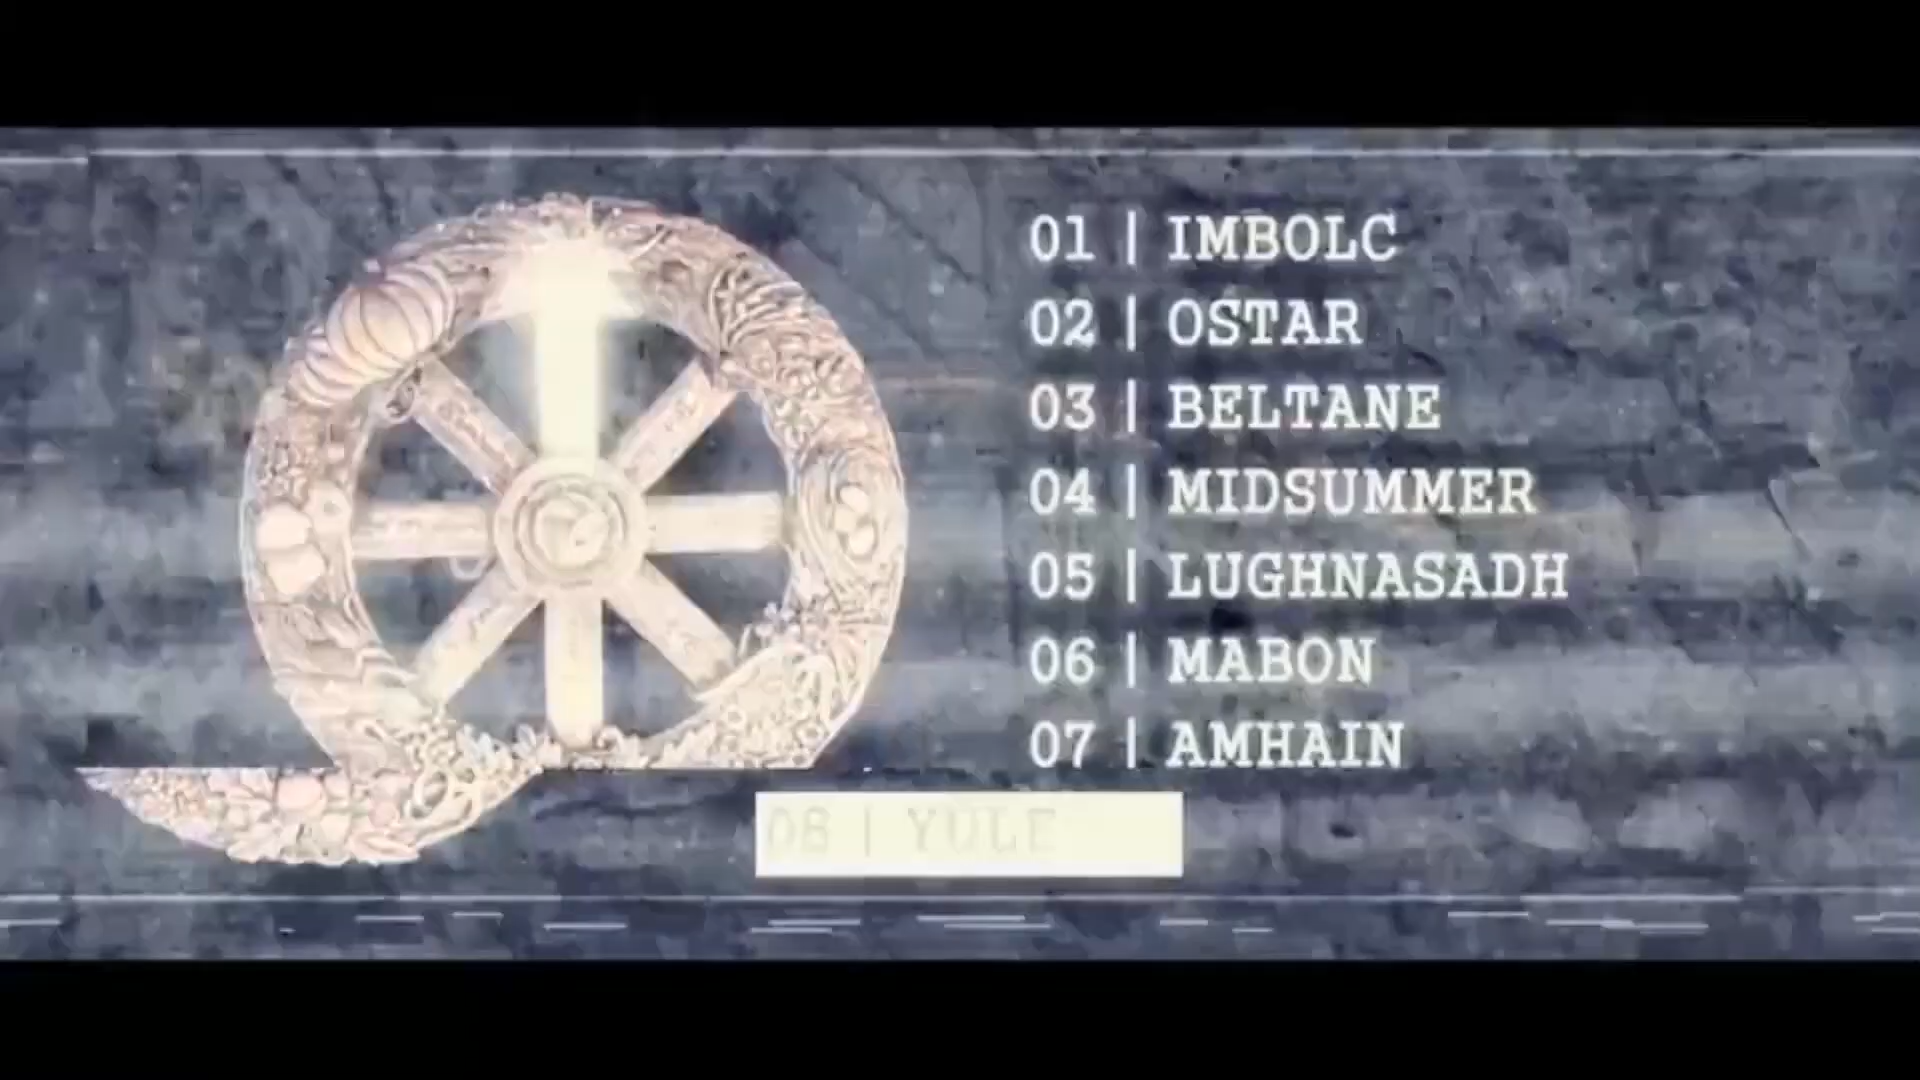 01 | IMBOLC
02 | OSTAR
03 | BELTANE
04 | MIDSUMMER
05 | LUGHNASADH
06 | MABON
07 | AMHAIN
08 | YULE